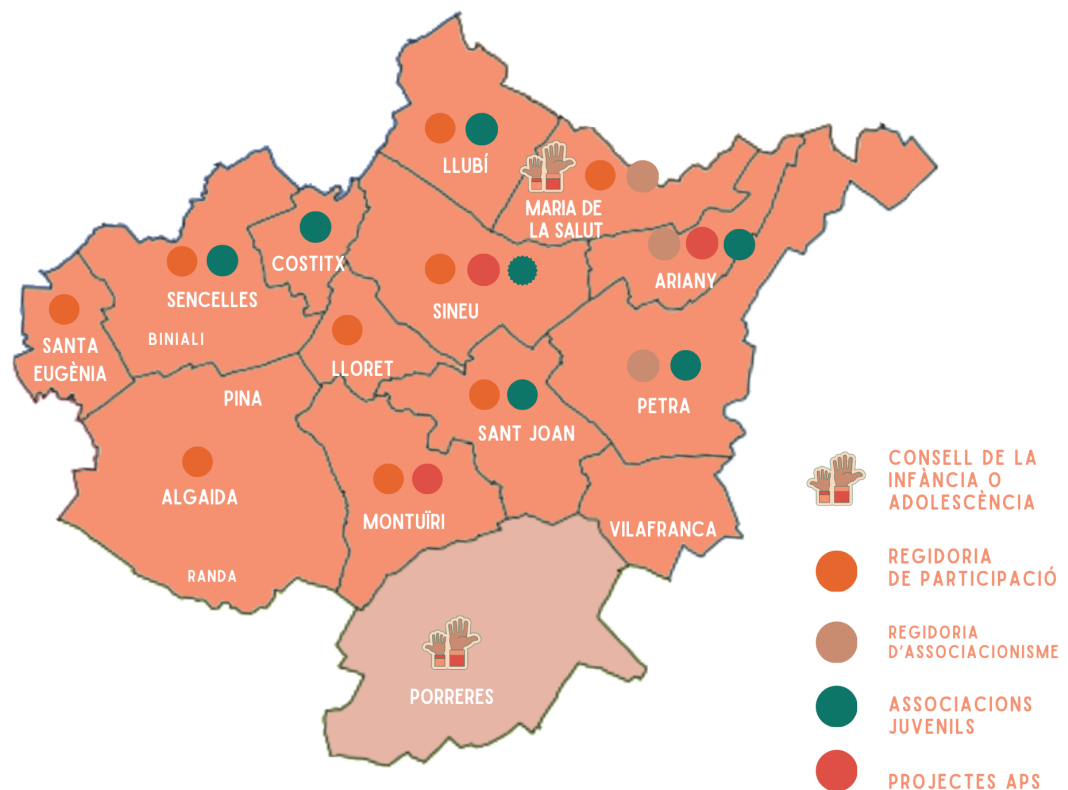 LLUBÍ
MARIA DE
LA SALUT
COSTITX
ARIANY
SENCELLES
SINEU
BINIALI
SANTA
EUGÈNIA
LLORET
PINA
PETRA
SANT JOAN
ALGAIDA
MONTUÏRI
VILAFRANCA
RANDA
PORRERES
CONSELL DE LA
INFÀNCIA O
ADOLESCÈNCIA
REGIDORIA
DE PARTICIPACIÓ
REGIDORIA
D'ASSOCIACIONISME
ASSOCIACIONS
JUVENILS
PROJECTES APS